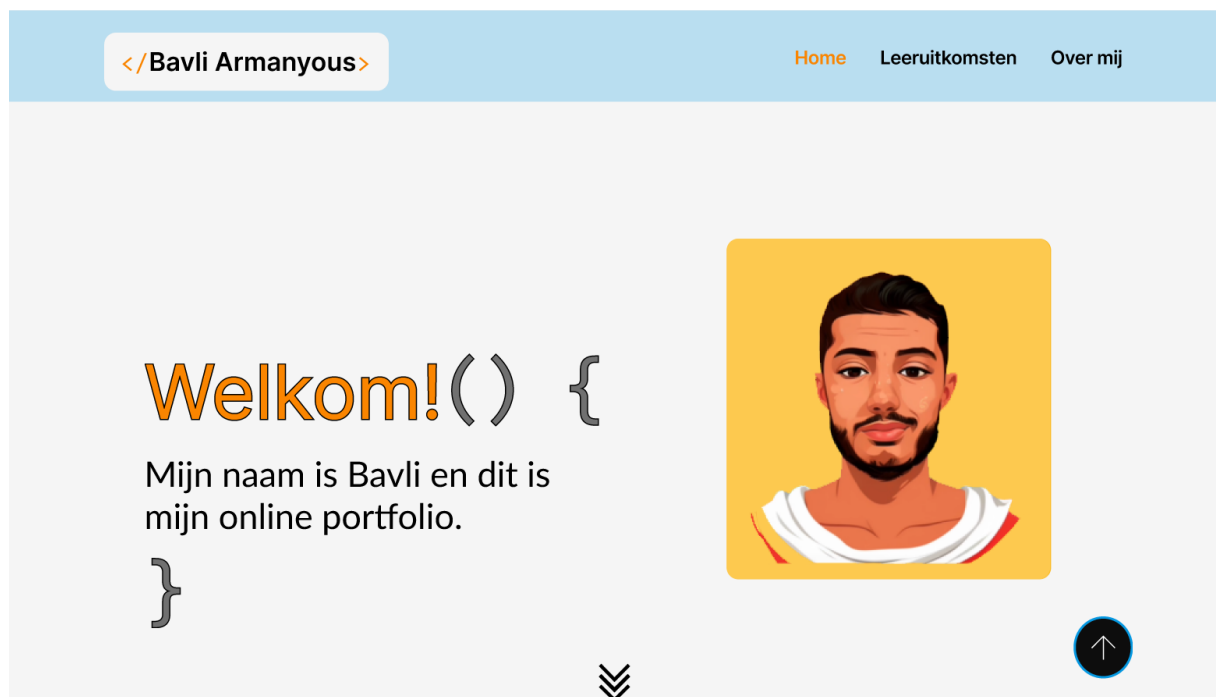 </Bavli Armanyous>
Home Leeruitkomsten Over mij
Welkom!() {
Mijn naam is Bavli en dit is
mijn online portfolio.
}